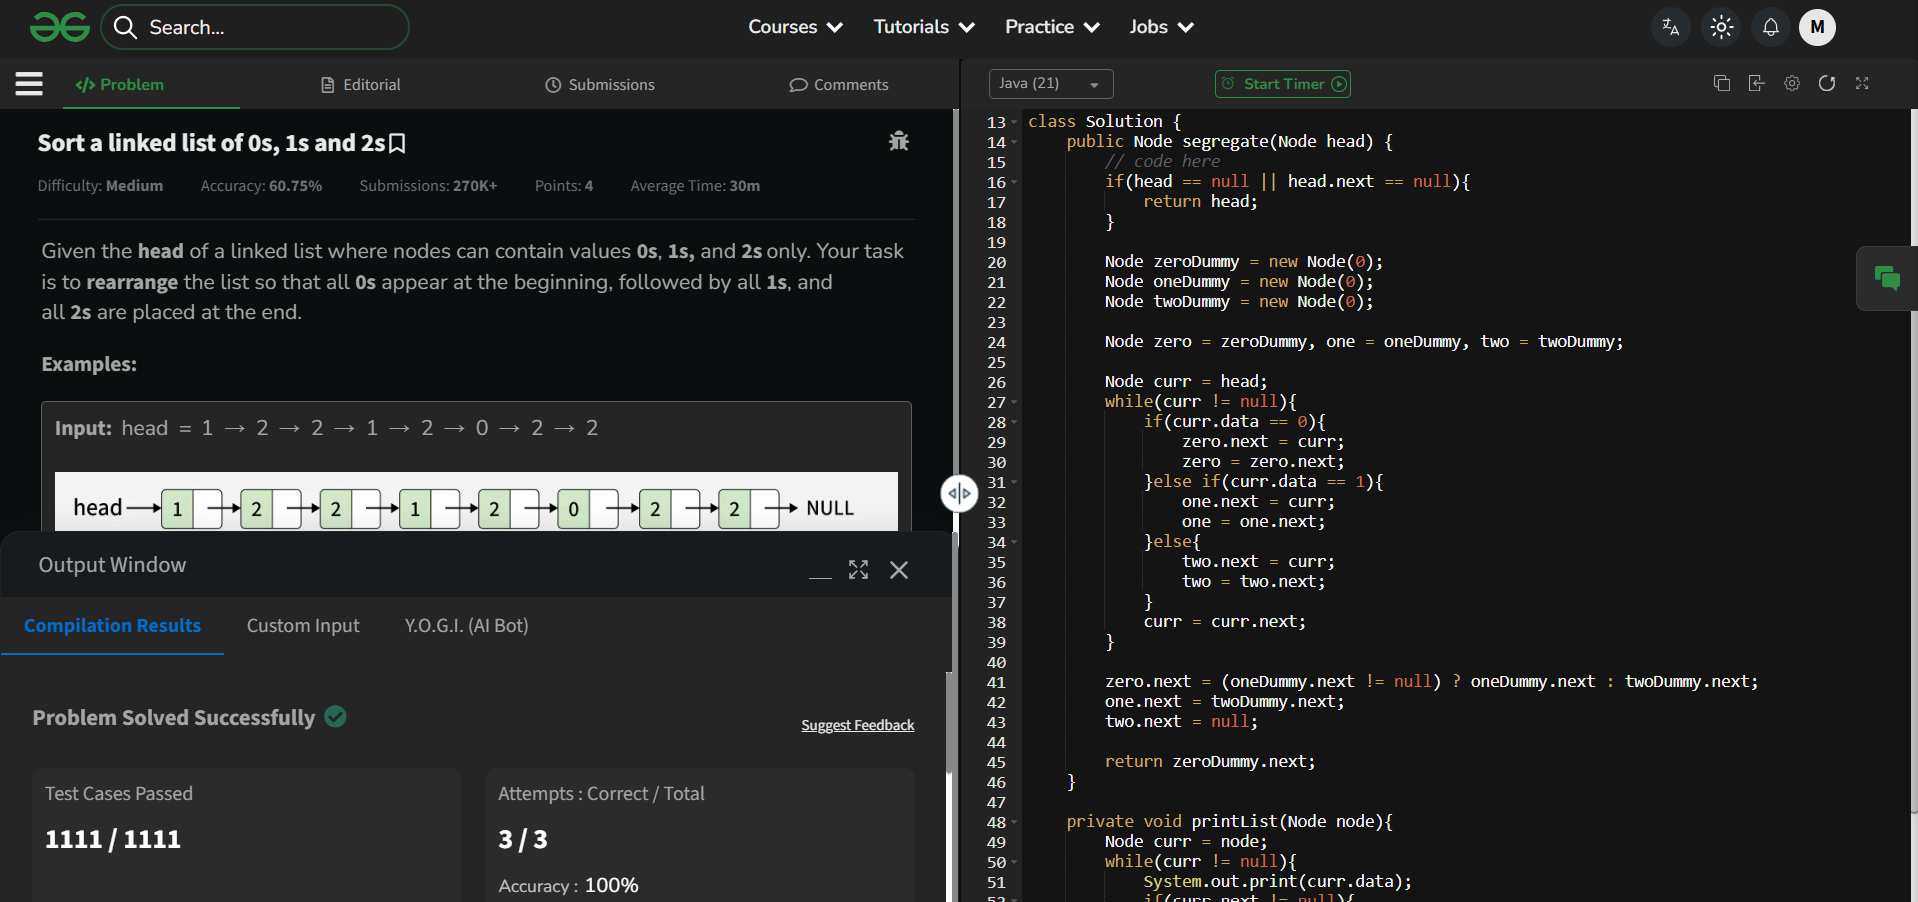 Search...
Courses Tutorials Practice Jobs M
</> Problem Editorial Submissions Comments
Sort a linked list of 0s, 1s and 2s
Difficulty: Medium Accuracy: 60.75% Submissions: 270K+ Points: 4 Average Time: 30m
Given the head of a linked list where nodes can contain values 0s, 1s, and 2s only. Your task
is to rearrange the list so that all 0s appear at the beginning, followed by all 1s, and
all 2s are placed at the end.
Examples:
Input: head = 1 → 2 → 2 → 1 → 2 → 0 → 2 → 2
head 1 2 2 1 2 0 2 2 NULL
Output Window
Compilation Results Custom Input Y.O.G.I. (AI Bot)
Problem Solved Successfully
Suggest Feedback
Test Cases Passed
1111 / 1111
Attempts : Correct / Total
3 / 3
Accuracy : 100%
Java (21) Start Timer
13 class Solution {
14     public Node segregate(Node head) {
15         // code here
16         if(head == null || head.next == null){
17             return head;
18         }
19
20         Node zeroDummy = new Node(0);
21         Node oneDummy = new Node(0);
22         Node twoDummy = new Node(0);
23
24         Node zero = zeroDummy, one = oneDummy, two = twoDummy;
25
26         Node curr = head;
27         while(curr != null){
28             if(curr.data == 0){
29                 zero.next = curr;
30                 zero = zero.next;
31             }else if(curr.data == 1){
32                 one.next = curr;
33                 one = one.next;
34             }else{
35                 two.next = curr;
36                 two = two.next;
37             }
38             curr = curr.next;
39         }
40
41         zero.next = (oneDummy.next != null) ? oneDummy.next : twoDummy.next;
42         one.next = twoDummy.next;
43         two.next = null;
44
45         return zeroDummy.next;
46     }
47
48     private void printList(Node node){
49         Node curr = node;
50         while(curr != null){
51             System.out.print(curr.data);
52             if(curr.next != null){